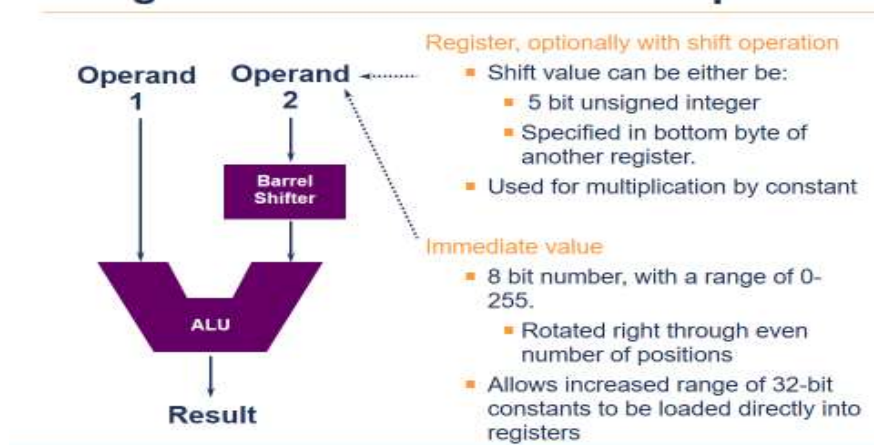 Operand
1
Operand
2
Barrel
Shifter
ALU
Result
Register, optionally with shift operation
Shift value can be either be:
5 bit unsigned integer
Specified in bottom byte of
another register.
Used for multiplication by constant
Immediate value
8 bit number, with a range of 0-
255.
Rotated right through even
number of positions
Allows increased range of 32-bit
constants to be loaded directly into
registers